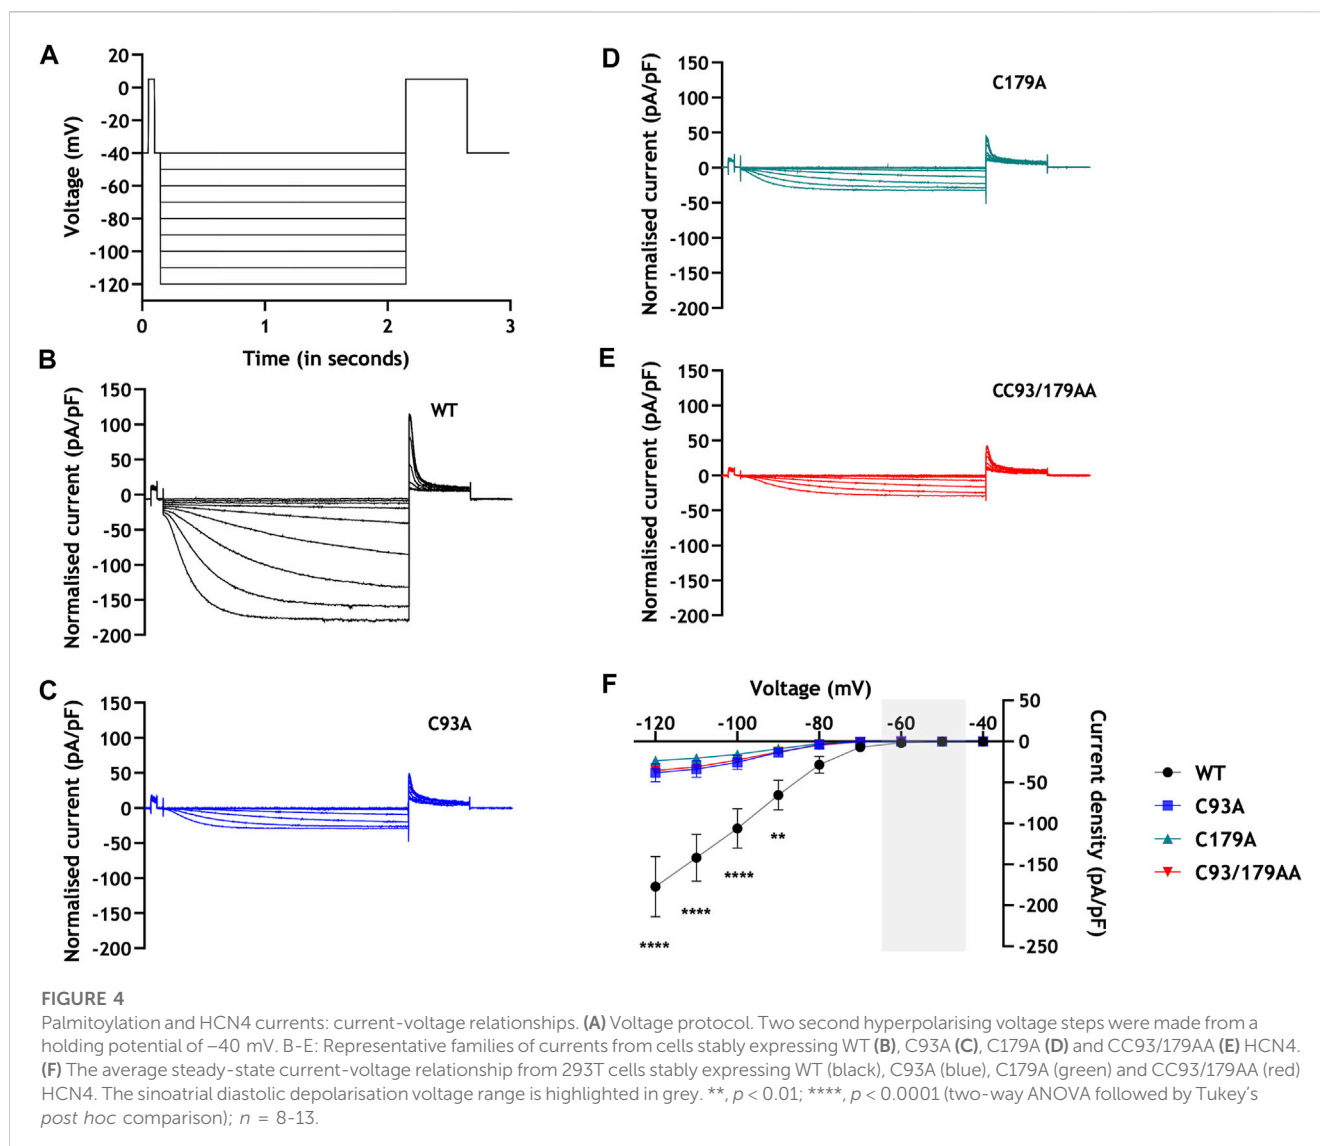 A
20
0
-20
-40
-60
-80
-100
-120
Voltage (mV)
0
1
2
3
Time (in seconds)
B
150
100
50
0
-50
-100
-150
-200
Normalised current (pA/pF)
WT
C
150
100
50
0
-50
-100
-150
-200
Normalised current (pA/pF)
C93A
D
150
100
50
0
-50
-100
-150
-200
Normalised current (pA/pF)
C179A
E
150
100
50
0
-50
-100
-150
-200
Normalised current (pA/pF)
CC93/179AA
F
Voltage (mV)
-120
-100
-80
-60
-40
50
0
-50
-100
-150
-200
-250
Current density (pA/pF)
**
****
****
****
WT
C93A
C179A
C93/179AA
FIGURE 4
Palmitoylation and HCN4 currents: current-voltage relationships. (A) Voltage protocol. Two second hyperpolarising voltage steps were made from a
holding potential of –40 mV. B-E: Representative families of currents from cells stably expressing WT (B), C93A (C), C179A (D) and CC93/179AA (E) HCN4.
(F) The average steady-state current-voltage relationship from 293T cells stably expressing WT (black), C93A (blue), C179A (green) and CC93/179AA (red)
HCN4. The sinoatrial diastolic depolarisation voltage range is highlighted in grey. **, p < 0.01; ****, p < 0.0001 (two-way ANOVA followed by Tukey's
post hoc comparison); n = 8-13.